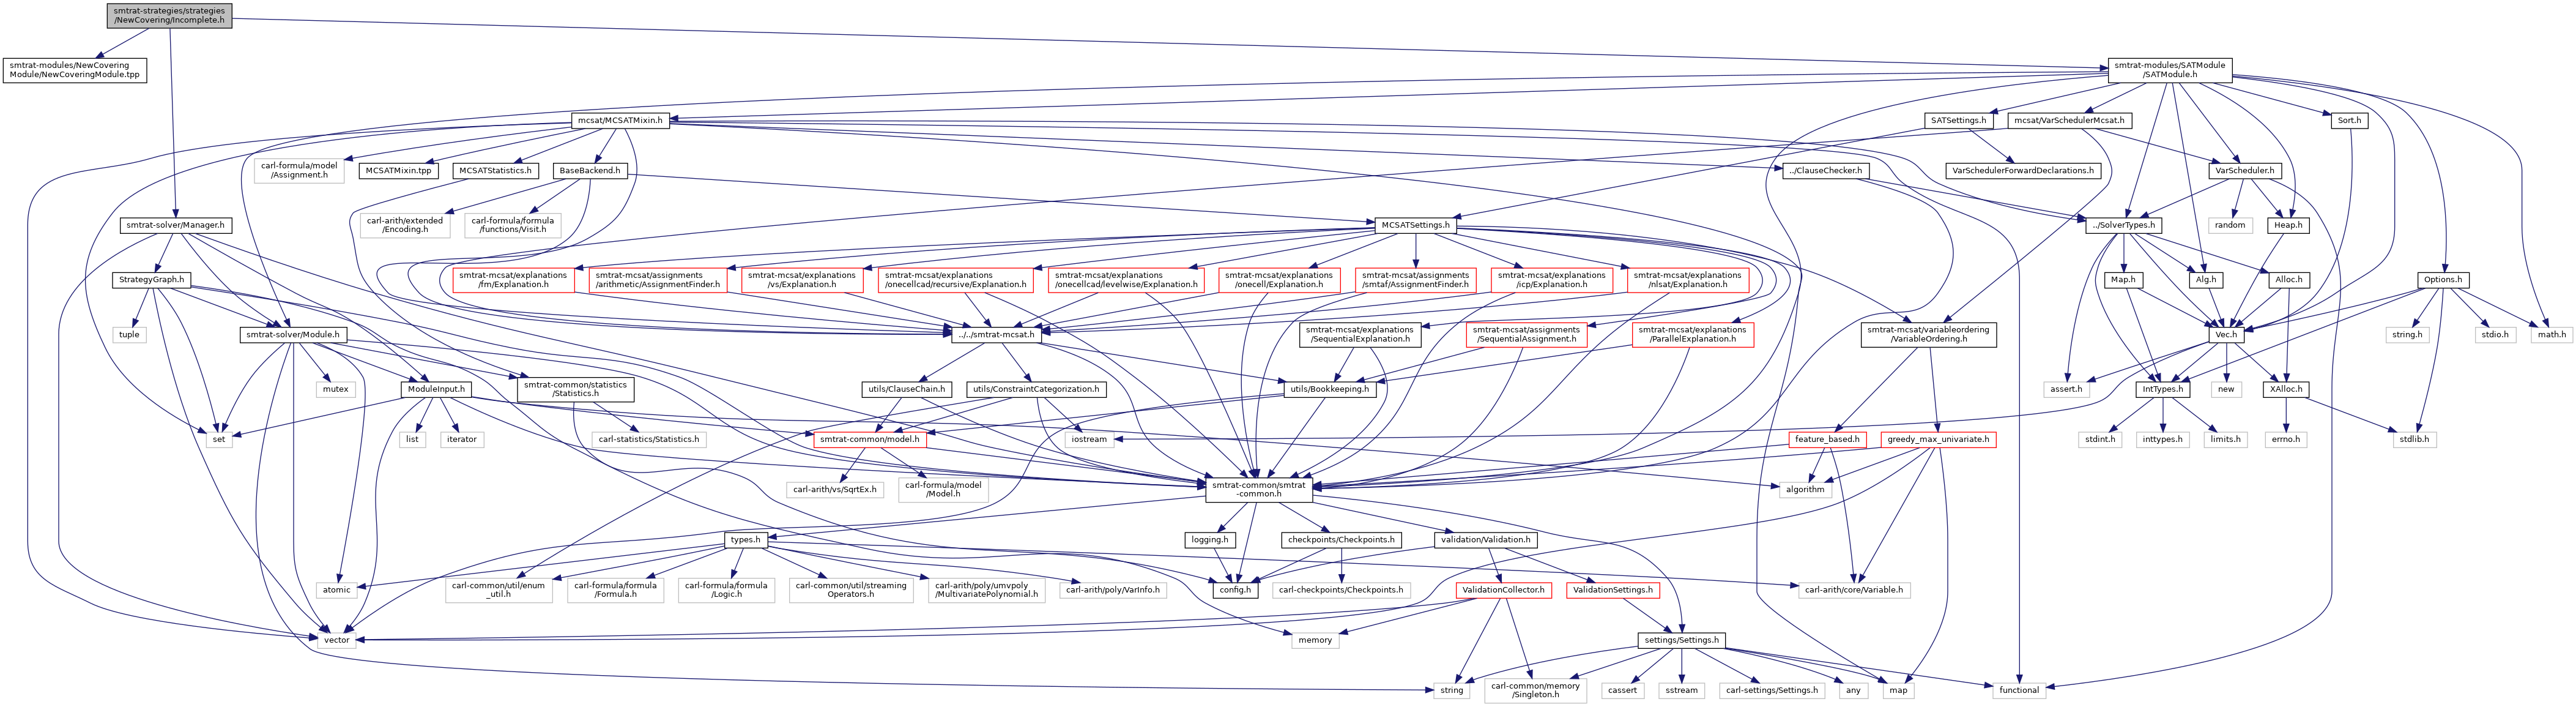 smtrat-strategies/strategies
/NewCovering/Incomplete.h
smtrat-modules/NewCovering
Module/NewCoveringModule.tpp
smtrat-modules/SATModule
/SATModule.h
mcsat/MCSATMixin.h
SATSettings.h
mcsat/VarSchedulerMcsat.h
Sort.h
carl-formula/model
/Assignment.h
MCSATMixin.tpp
MCSATStatistics.h
BaseBackend.h
../ClauseChecker.h
VarSchedulerForwardDeclarations.h
VarScheduler.h
smtrat-solver/Manager.h
carl-arith/extended
/Encoding.h
carl-formula/formula
/functions/Visit.h
MCSATSettings.h
../SolverTypes.h
random
Heap.h
StrategyGraph.h
smtrat-mcsat/explanations
/fm/Explanation.h
smtrat-mcsat/assignments
/arithmetic/AssignmentFinder.h
smtrat-mcsat/explanations
/vs/Explanation.h
smtrat-mcsat/explanations
/onecellcad/recursive/Explanation.h
smtrat-mcsat/explanations
/onecellcad/levelwise/Explanation.h
smtrat-mcsat/explanations
/onecell/Explanation.h
smtrat-mcsat/assignments
/smtaf/AssignmentFinder.h
smtrat-mcsat/explanations
/icp/Explanation.h
smtrat-mcsat/explanations
/nlsat/Explanation.h
Map.h
Alg.h
Alloc.h
Options.h
tuple
smtrat-solver/Module.h
../../smtrat-mcsat.h
smtrat-mcsat/explanations
/SequentialExplanation.h
smtrat-mcsat/assignments
/SequentialAssignment.h
smtrat-mcsat/explanations
/ParallelExplanation.h
smtrat-mcsat/variableordering
/VariableOrdering.h
Vec.h
string.h
stdio.h
math.h
mutex
ModuleInput.h
smtrat-common/statistics
/Statistics.h
utils/ClauseChain.h
utils/ConstraintCategorization.h
utils/Bookkeeping.h
assert.h
IntTypes.h
new
XAlloc.h
set
list
iterator
carl-statistics/Statistics.h
smtrat-common/model.h
iostream
feature_based.h
greedy_max_univariate.h
stdint.h
inttypes.h
limits.h
errno.h
stdlib.h
carl-arith/vs/SqrtEx.h
carl-formula/model
/Model.h
smtrat-common/smtrat
-common.h
algorithm
types.h
logging.h
checkpoints/Checkpoints.h
validation/Validation.h
atomic
carl-common/util/enum
_util.h
carl-formula/formula
/Formula.h
carl-formula/formula
/Logic.h
carl-common/util/streaming
Operators.h
carl-arith/poly/umvpoly
/MultivariatePolynomial.h
carl-arith/poly/VarInfo.h
config.h
carl-checkpoints/Checkpoints.h
ValidationCollector.h
ValidationSettings.h
carl-arith/core/Variable.h
vector
memory
settings/Settings.h
string
carl-common/memory
/Singleton.h
cassert
sstream
carl-settings/Settings.h
any
map
functional